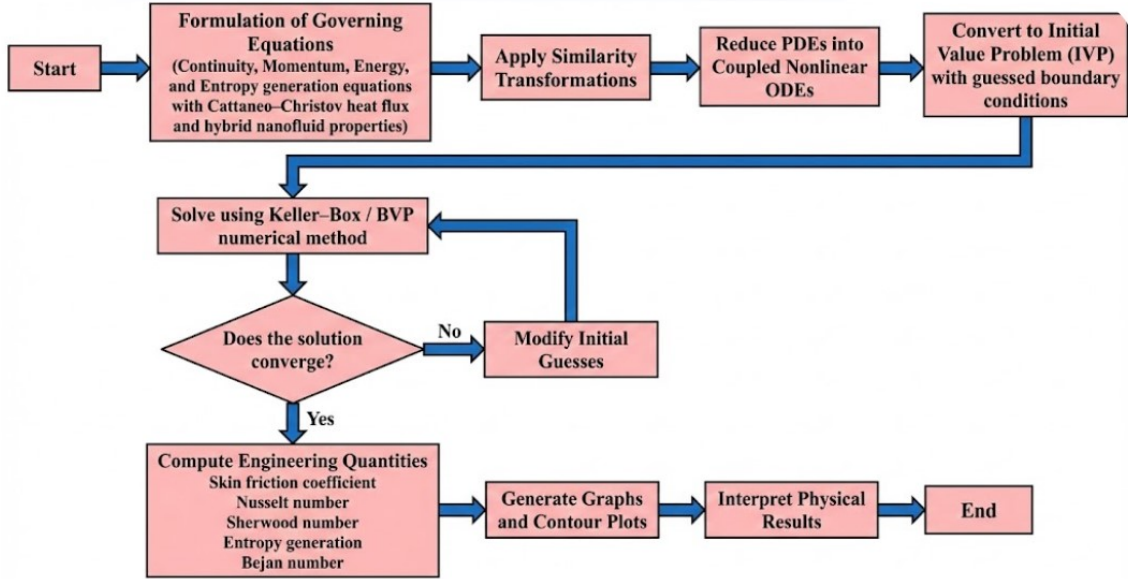 Start
Formulation of Governing
Equations
(Continuity, Momentum, Energy,
and Entropy generation equations
with Cattaneo–Christov heat flux
and hybrid nanofluid properties)
Apply Similarity
Transformations
Reduce PDEs into
Coupled Nonlinear
ODEs
Convert to Initial
Value Problem (IVP)
with guessed boundary
conditions
Solve using Keller–Box / BVP
numerical method
Does the solution
converge?
No
Modify Initial
Guesses
Yes
Compute Engineering Quantities
Skin friction coefficient
Nusselt number
Sherwood number
Entropy generation
Bejan number
Generate Graphs
and Contour Plots
Interpret Physical
Results
End